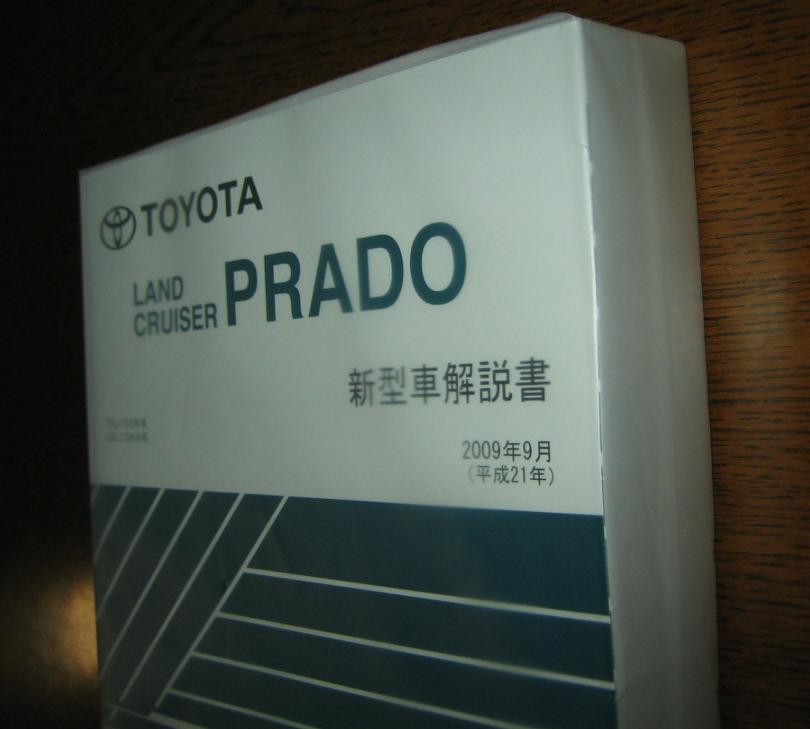 TOYOTA
LAND
CRUISER
PRADO
新型車解説書
2009年9月
(平成21年)